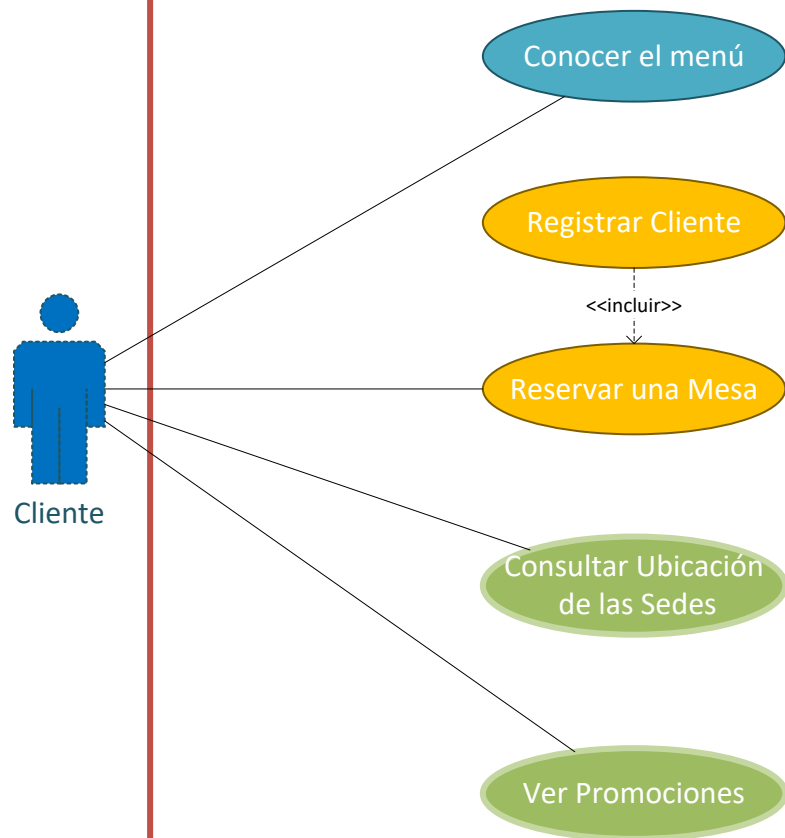 Conocer el menú
Registrar Cliente
<<incluir>>
Reservar una Mesa
Cliente
Consultar Ubicación
de las Sedes
Ver Promociones